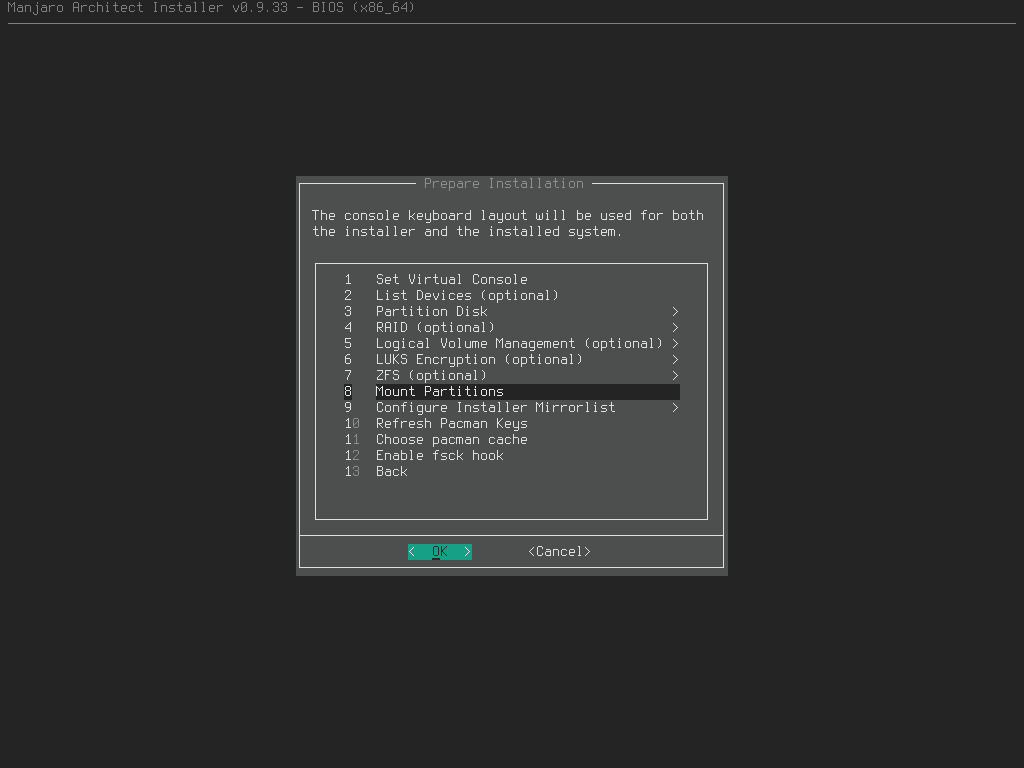 Manjaro Architect Installer v0.9.33 - BIOS (x86_64)
Prepare Installation
The console keyboard layout will be used for both
the installer and the installed system.
1 Set Virtual Console
2 List Devices (optional)
3 Partition Disk >
4 RAID (optional) >
5 Logical Volume Management (optional) >
6 LUKS Encryption (optional) >
7 ZFS (optional) >
8 Mount Partitions
9 Configure Installer Mirrorlist >
10 Refresh Pacman Keys
11 Choose pacman cache
12 Enable fsck hook
13 Back
< OK > <Cancel>